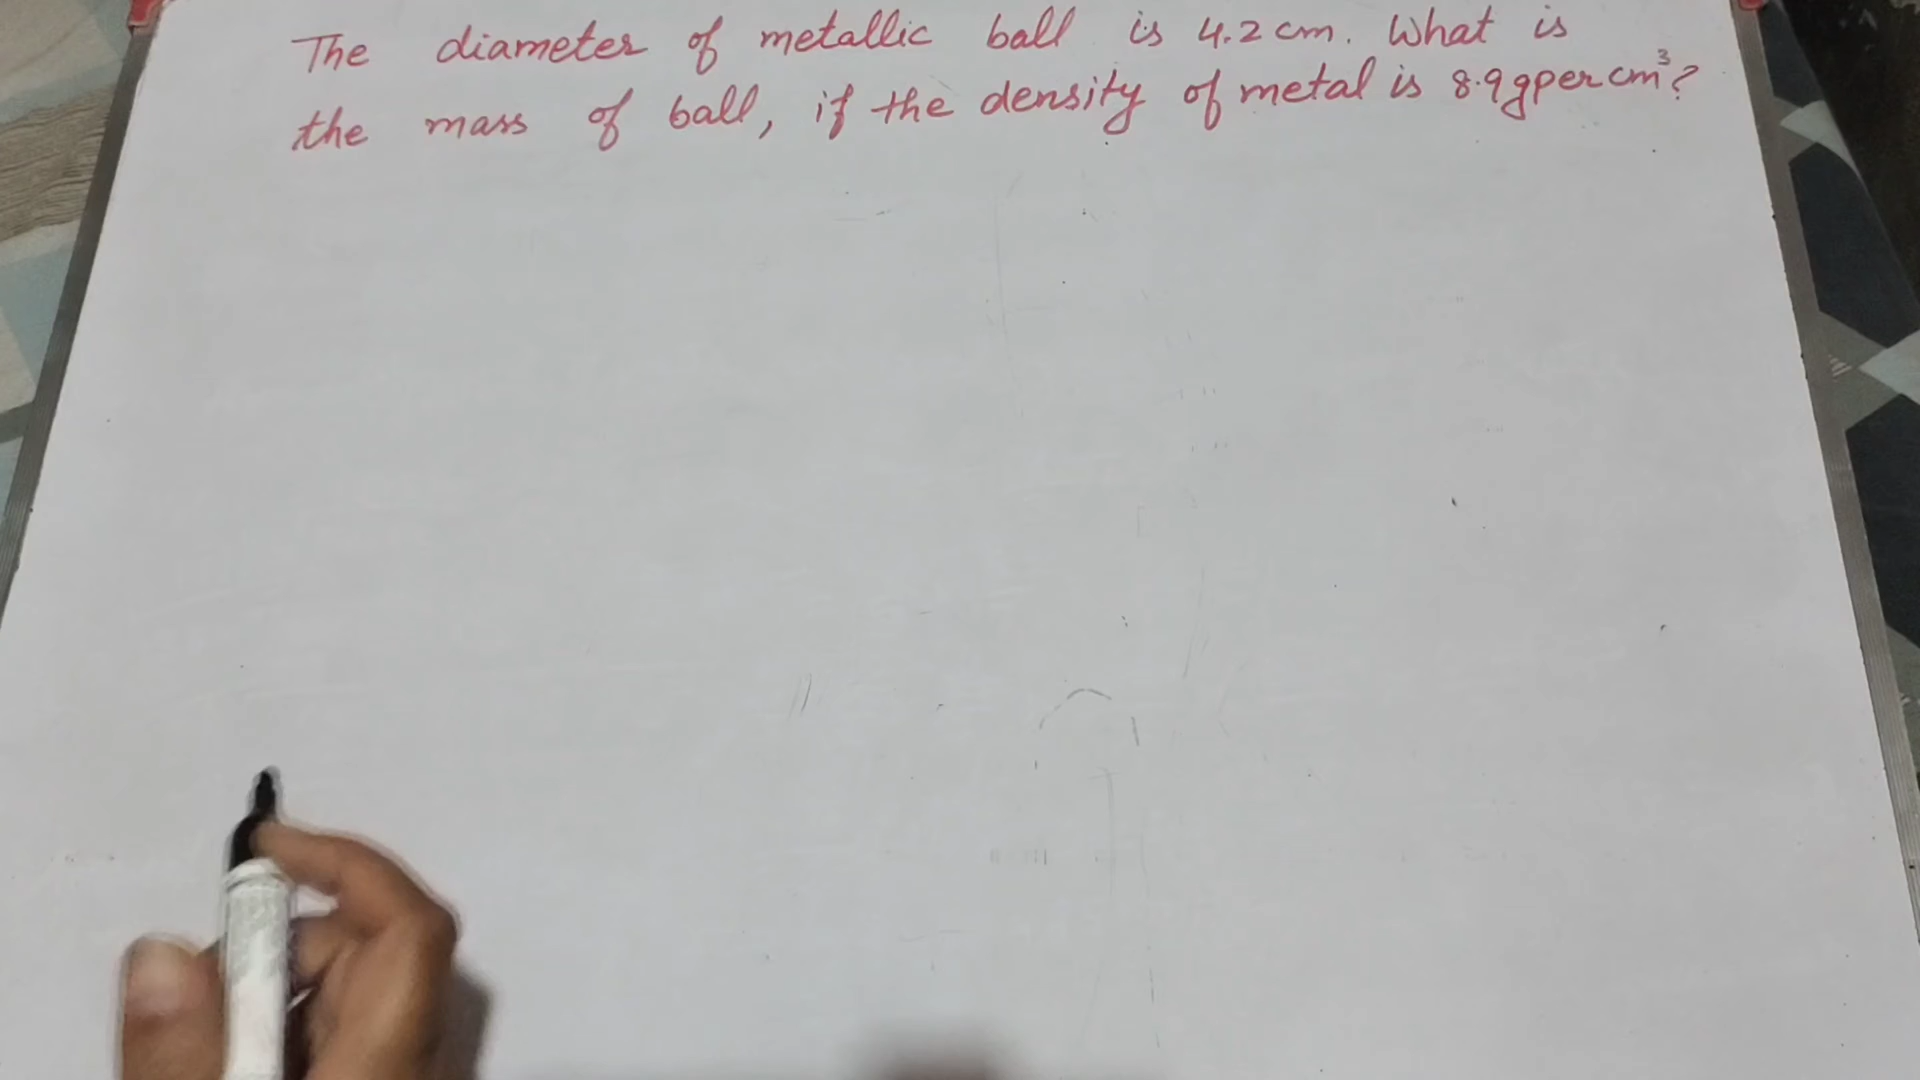 The diameter of metallic ball is 4.2 cm. What is
the mass of ball, if the density of metal is 8.9g per cm³?